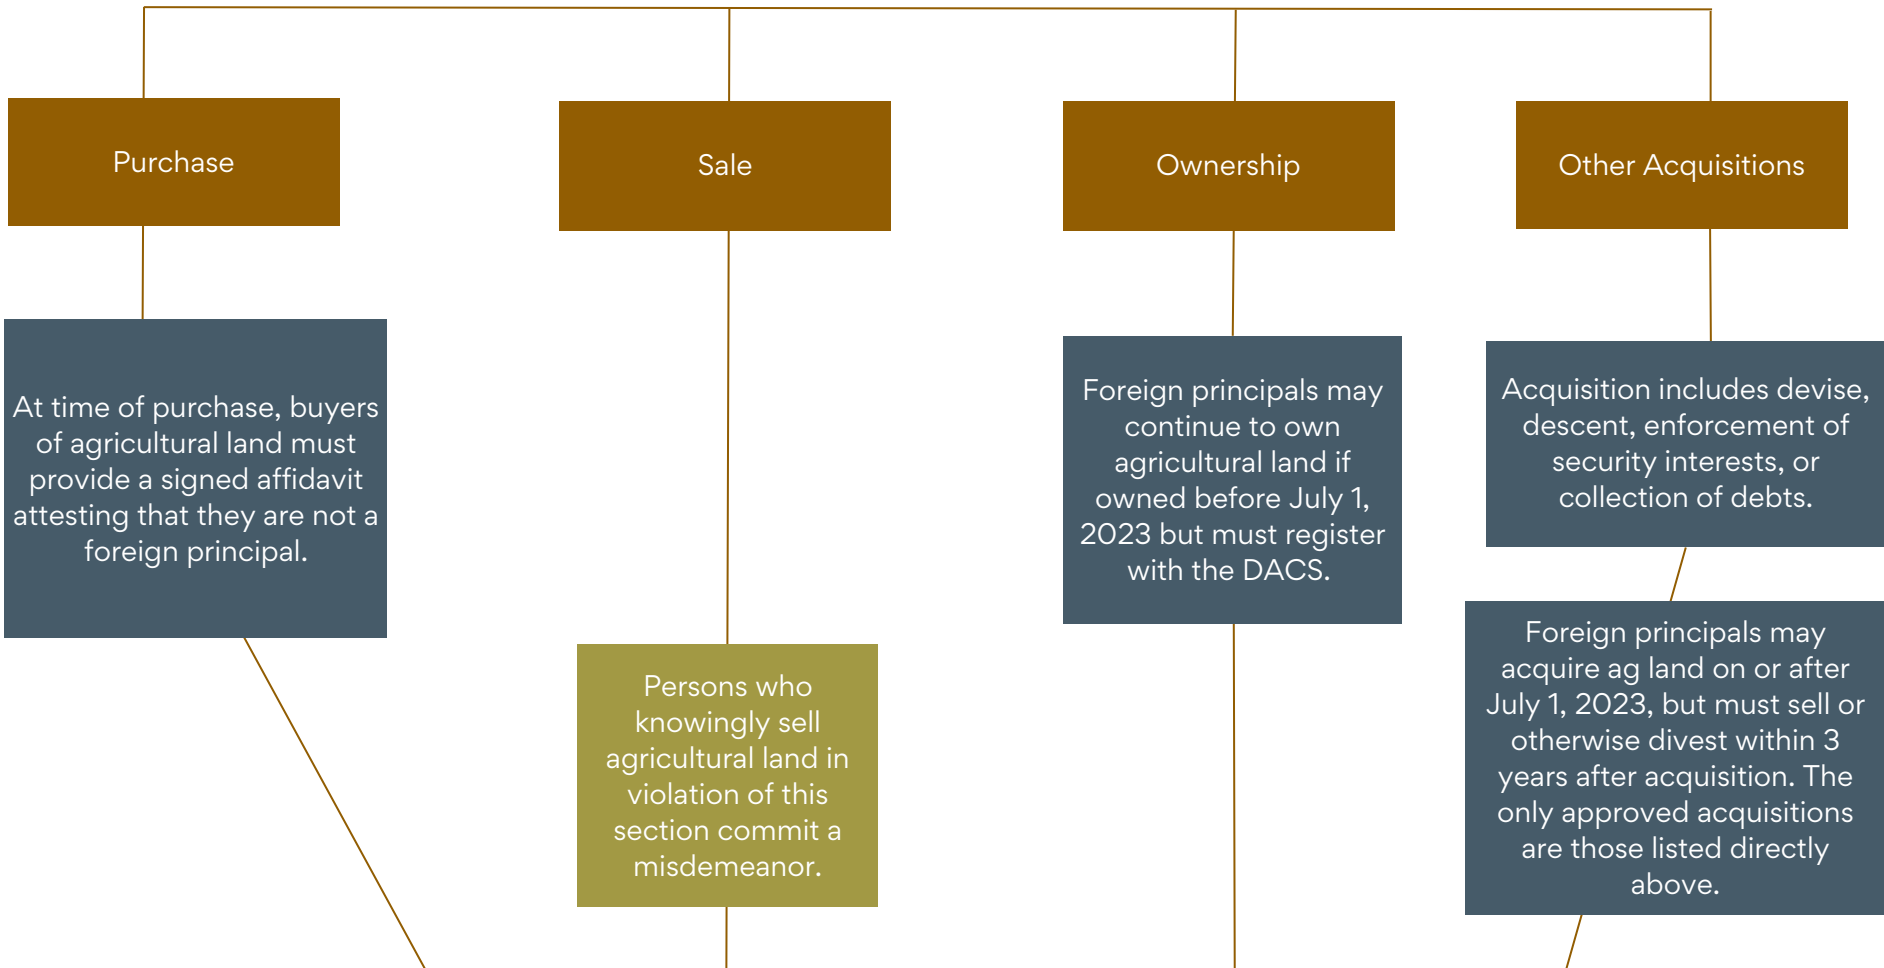 Purchase
Sale
Ownership
Other Acquisitions
At time of purchase, buyers
of agricultural land must
provide a signed affidavit
attesting that they are not a
foreign principal.
Persons who
knowingly sell
agricultural land in
violation of this
section commit a
misdemeanor.
Foreign principals may
continue to own
agricultural land if
owned before July 1,
2023 but must register
with the DACS.
Acquisition includes devise,
descent, enforcement of
security interests, or
collection of debts.
Foreign principals may
acquire ag land on or after
July 1, 2023, but must sell or
otherwise divest within 3
years after acquisition. The
only approved acquisitions
are those listed directly
above.